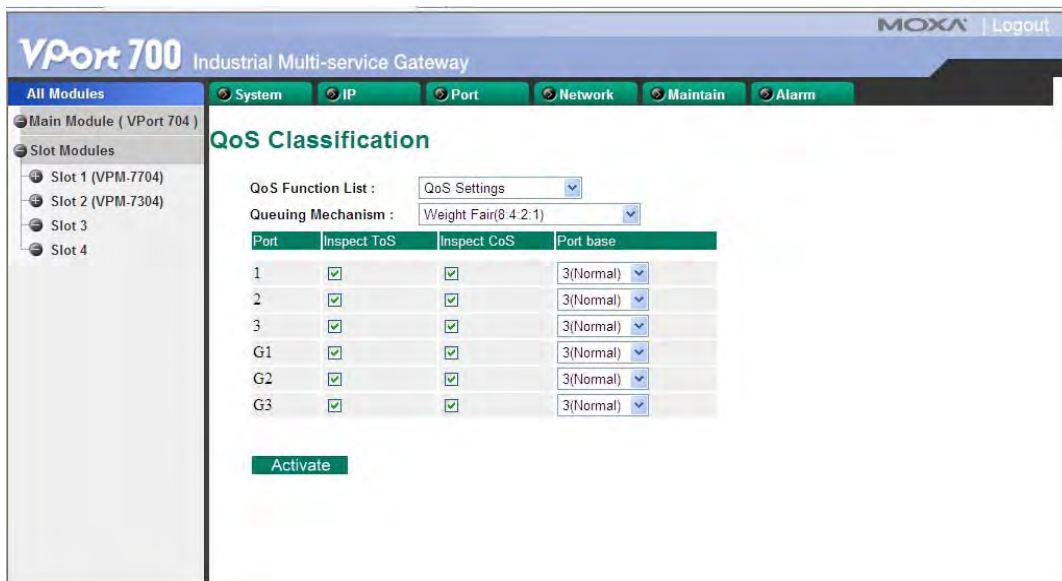 MOXA | Logout
VPort 700 Industrial Multi-service Gateway
All Modules
System IP Port Network Maintain Alarm
Main Module ( VPort 704 )
Slot Modules
Slot 1 (VPM-7704)
Slot 2 (VPM-7304)
Slot 3
Slot 4
QoS Classification
QoS Function List : QoS Settings
Queuing Mechanism : Weight Fair(8:4:2:1)
Port Inspect ToS Inspect CoS Port base
1 3(Normal)
2 3(Normal)
3 3(Normal)
G1 3(Normal)
G2 3(Normal)
G3 3(Normal)
Activate